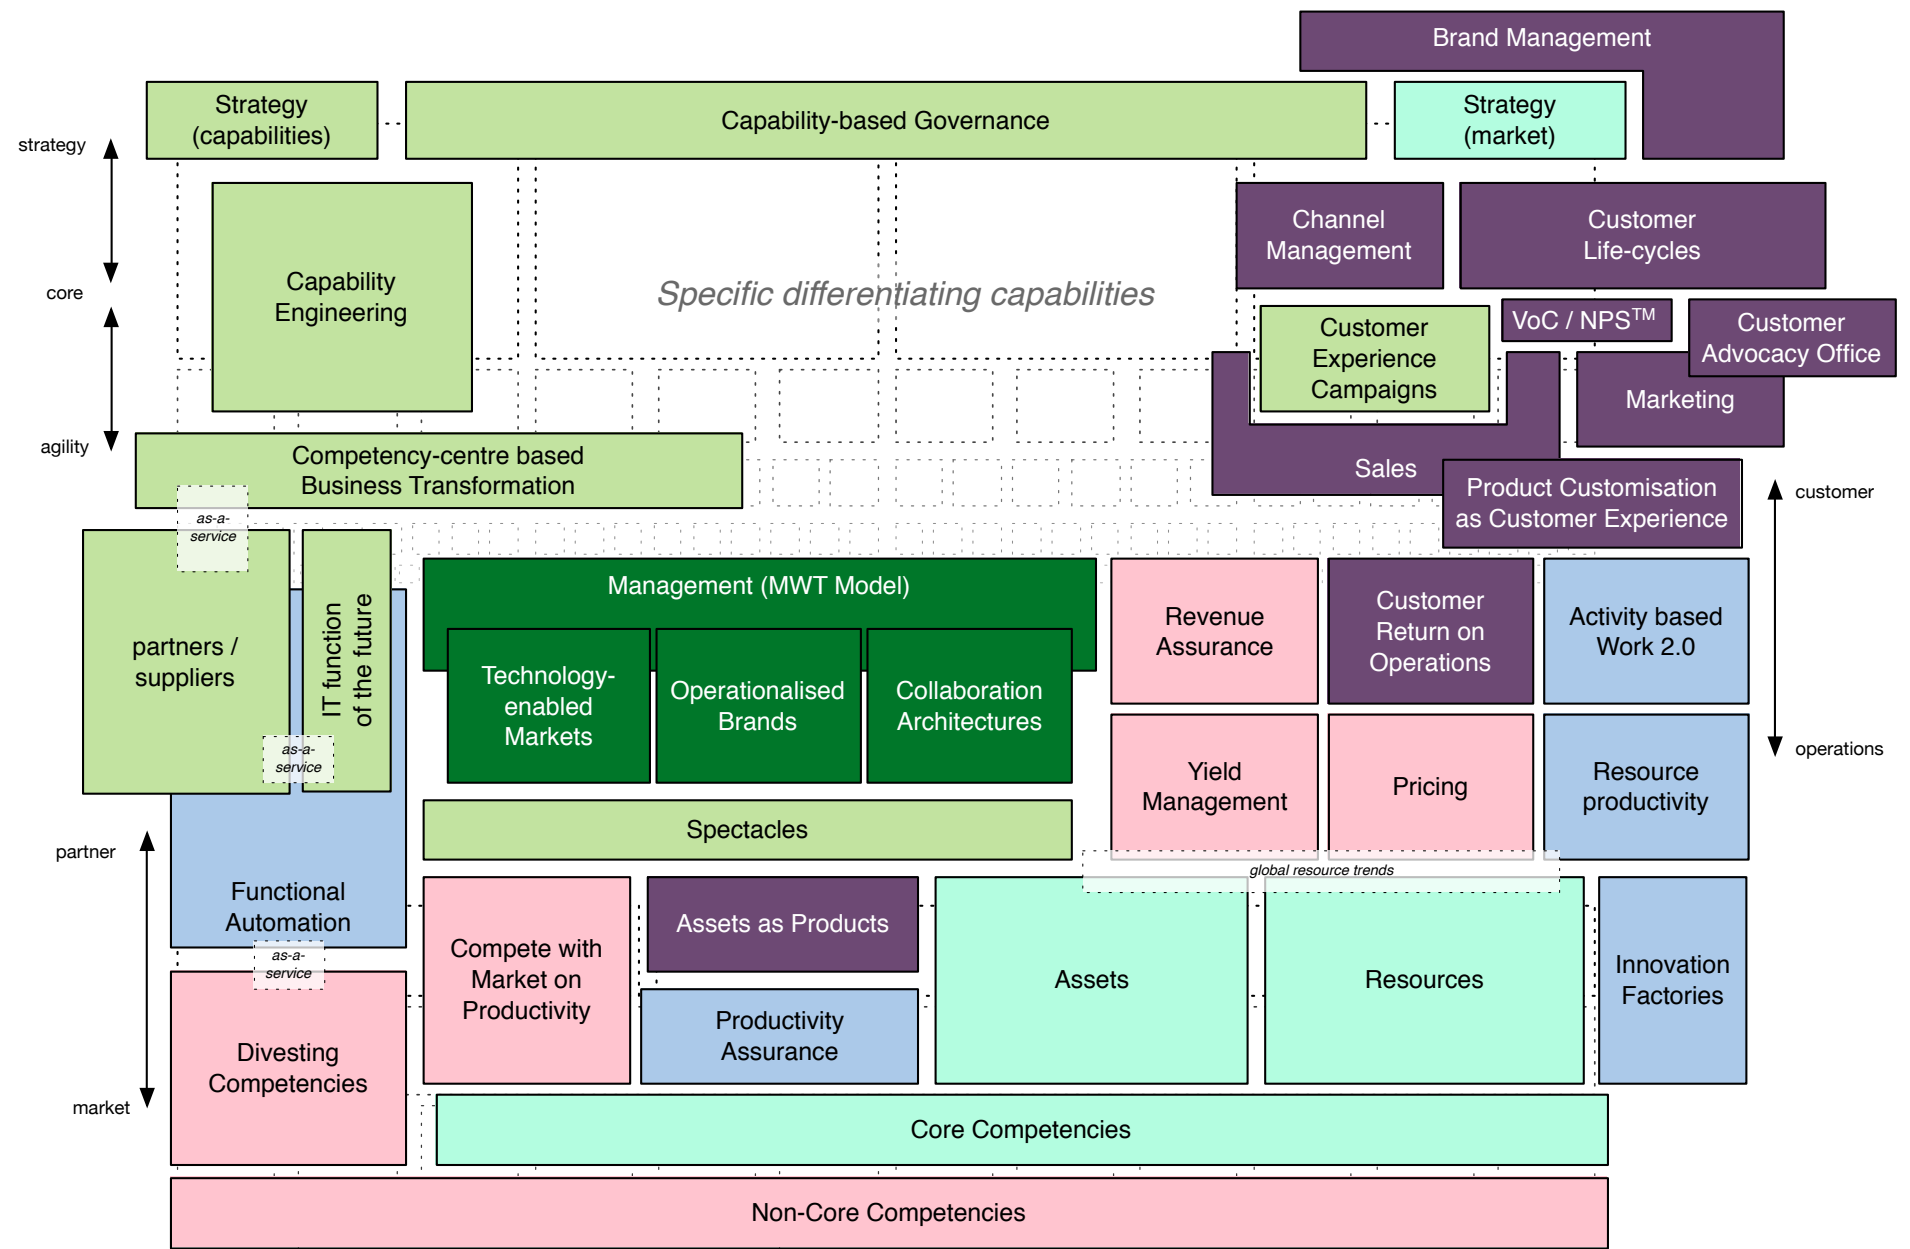 Brand Management
Strategy
(capabilities)
Capability-based Governance
Strategy
(market)
strategy
core
agility
Capability
Engineering
Specific differentiating capabilities
Channel
Management
Customer
Life-cycles
Customer
Experience
Campaigns
VoC / NPS™
Customer
Advocacy Office
Marketing
Competency-centre based
Business Transformation
Sales
Product Customisation
as Customer Experience
customer
operations
as-a-
service
partners /
suppliers
IT function
of the future
as-a-
service
Management (MWT Model)
Technology-
enabled
Markets
Operationalised
Brands
Collaboration
Architectures
Revenue
Assurance
Customer
Return on
Operations
Activity based
Work 2.0
Yield
Management
Pricing
Resource
productivity
Spectacles
global resource trends
partner
market
Functional
Automation
as-a-
service
Compete with
Market on
Productivity
Assets as Products
Productivity
Assurance
Assets
Resources
Innovation
Factories
Divesting
Competencies
Core Competencies
Non-Core Competencies